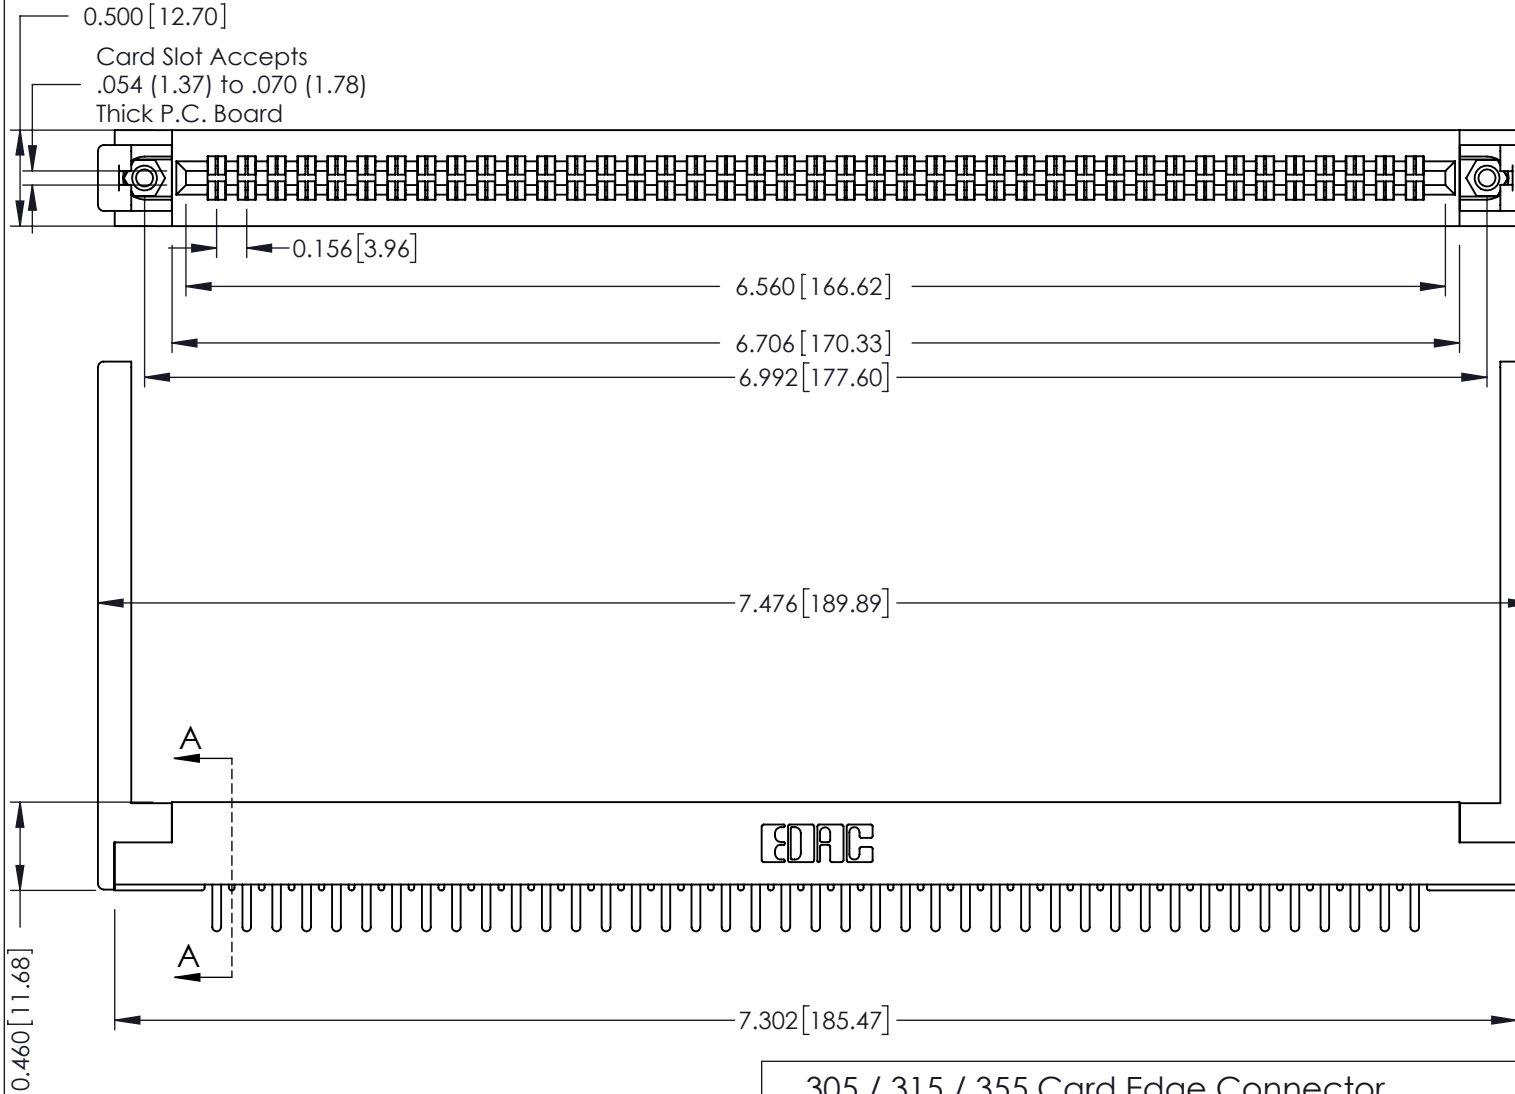 0.500[12.70]
Card Slot Accepts
.054 (1.37) to .070 (1.78)
Thick P.C. Board
0.156[3.96]
6.560[166.62]
6.706[170.33]
6.992[177.60]
7.476[189.89]
A
EDAC
A
0.460[11.68]
7.302[185.47]
305 / 315 / 355 Card Edge Connector